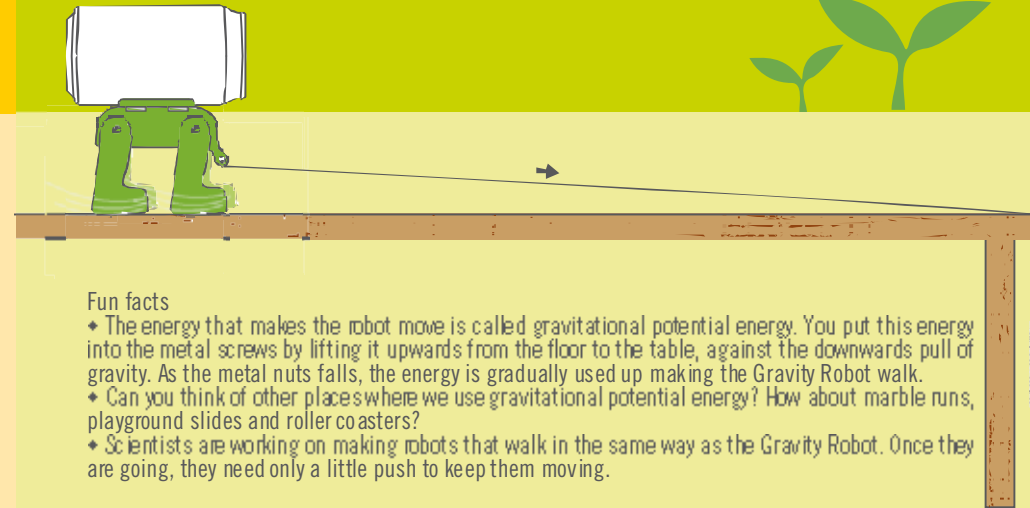 Fun facts
◆ The energy that makes the robot move is called gravitational potential energy. You put this energy
into the metal screws by lifting it upwards from the floor to the table, against the downwards pull of
gravity. As the metal nuts falls, the energy is gradually used up making the Gravity Robot walk.
◆ Can you think of other places where we use gravitational potential energy? How about marble runs,
playground slides and roller coasters?
◆ Scientists are working on making robots that walk in the same way as the Gravity Robot. Once they
are going, they need only a little push to keep them moving.